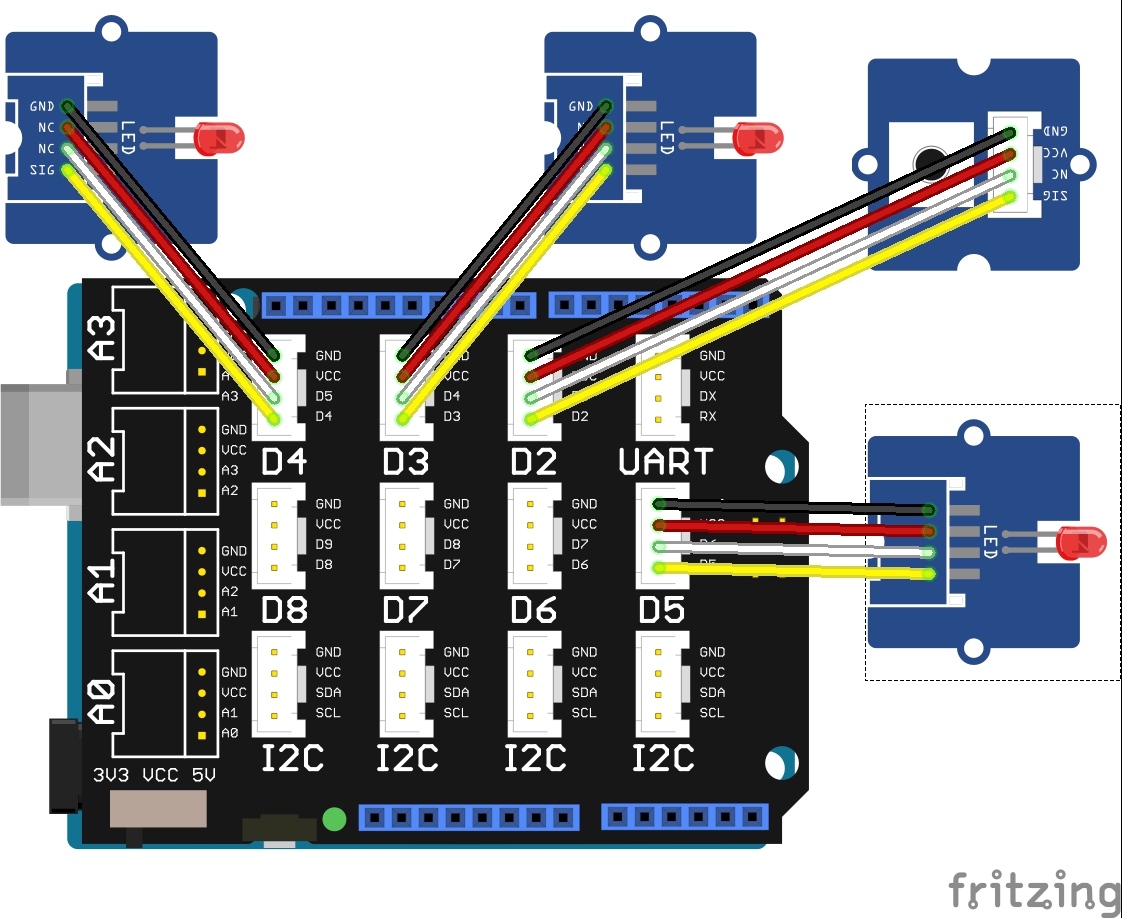 GND
NC
NC
SIG
LED
GND
NC
NC
SIG
LED
GND
VCC
NC
SIG
A3
A3
GND
VCC
D5
D4
D4
VCC
D4
D3
D3
D2
D2
GND
VCC
DX
RX
UART
A2
GND
VCC
A3
A2
GND
VCC
D9
D8
D8
GND
VCC
D8
D7
D7
GND
VCC
D7
D6
D6
D5
LED
A1
GND
VCC
A2
A1
A0
GND
VCC
A1
A0
GND
VCC
SDA
SCL
I2C
GND
VCC
SDA
SCL
I2C
GND
VCC
SDA
SCL
I2C
GND
VCC
SDA
SCL
I2C
3V3 VCC 5V
fritzing